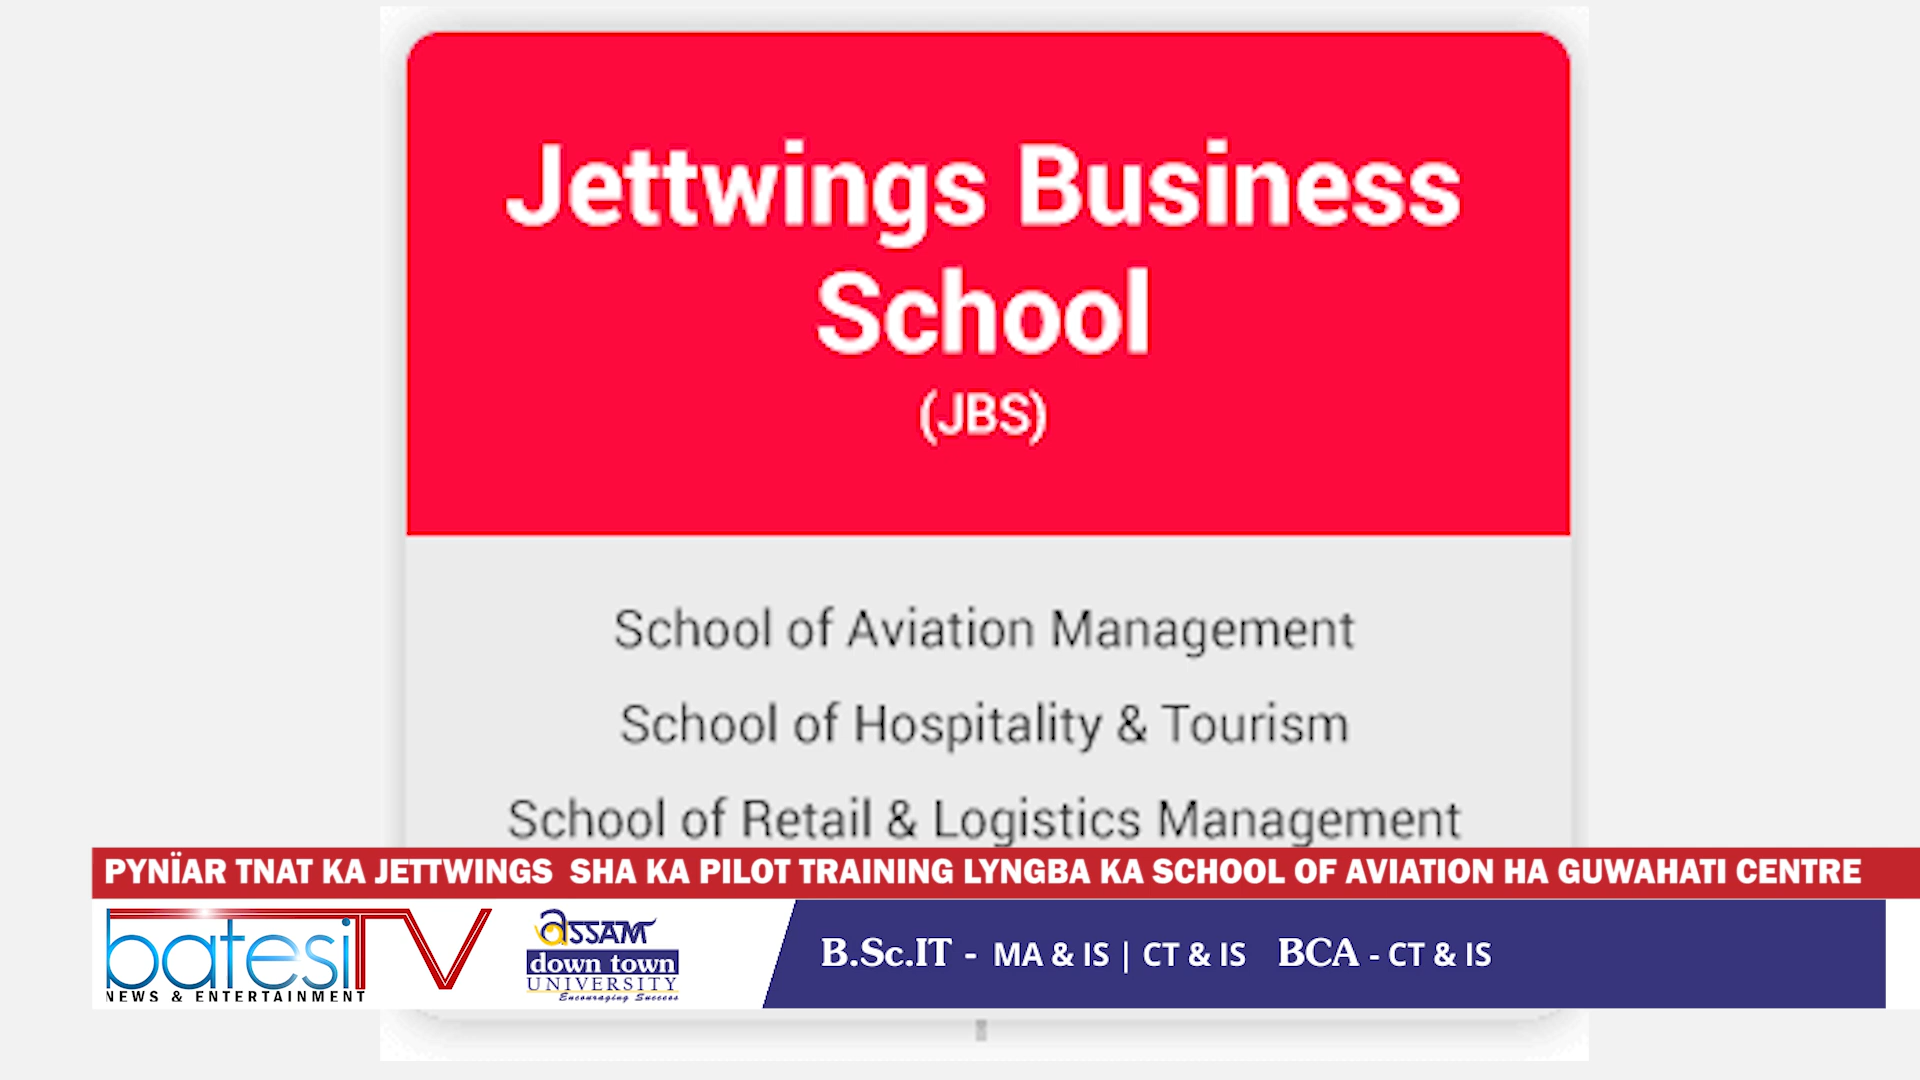 Jettwings Business
School
(JBS)
School of Aviation Management
School of Hospitality & Tourism
School of Retail & Logistics Management
PYNÏAR TNAT KA JETTWINGS SHA KA PILOT TRAINING LYNGBA KA SCHOOL OF AVIATION HA GUWAHATI CENTRE
batesi TV
NEWS & ENTERTAINMENT
ASSAM
down town
UNIVERSITY
Encouraging Success
B.Sc.IT - MA & IS | CT & IS BCA - CT & IS